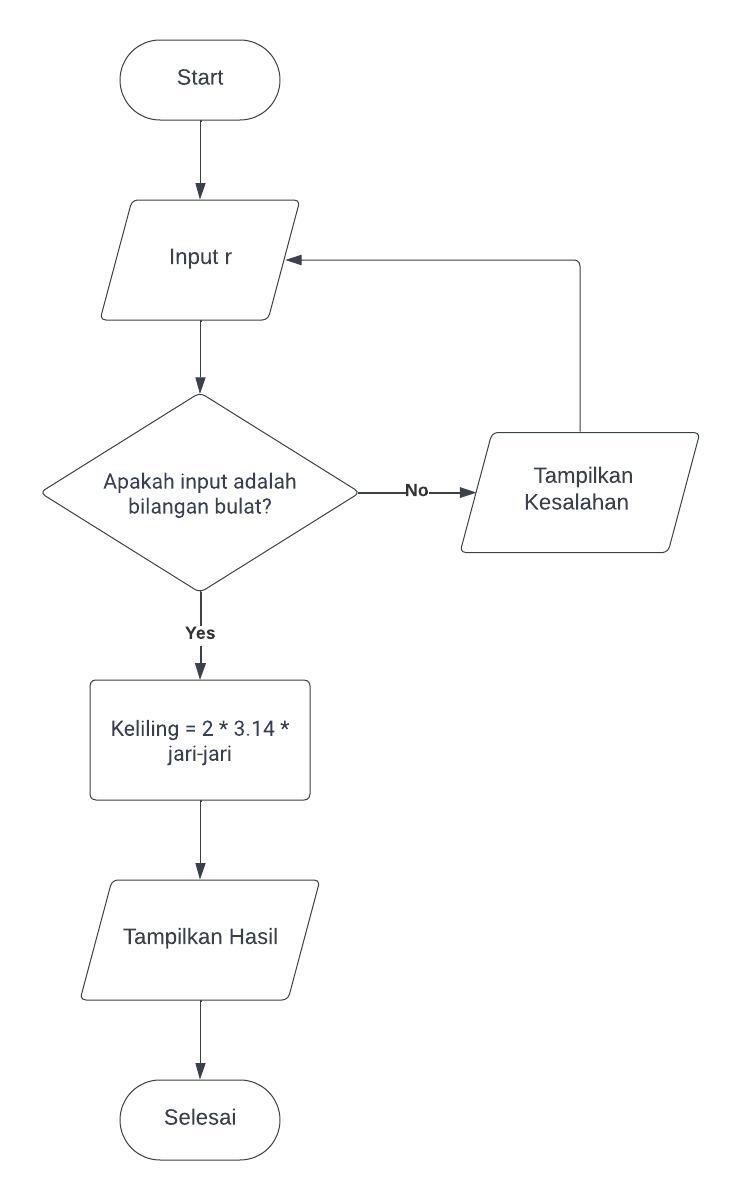 Start
Input r
Apakah input adalah
bilangan bulat?
No
Tampilkan
Kesalahan
Yes
Keliling = 2 * 3.14 *
jari-jari
Tampilkan Hasil
Selesai